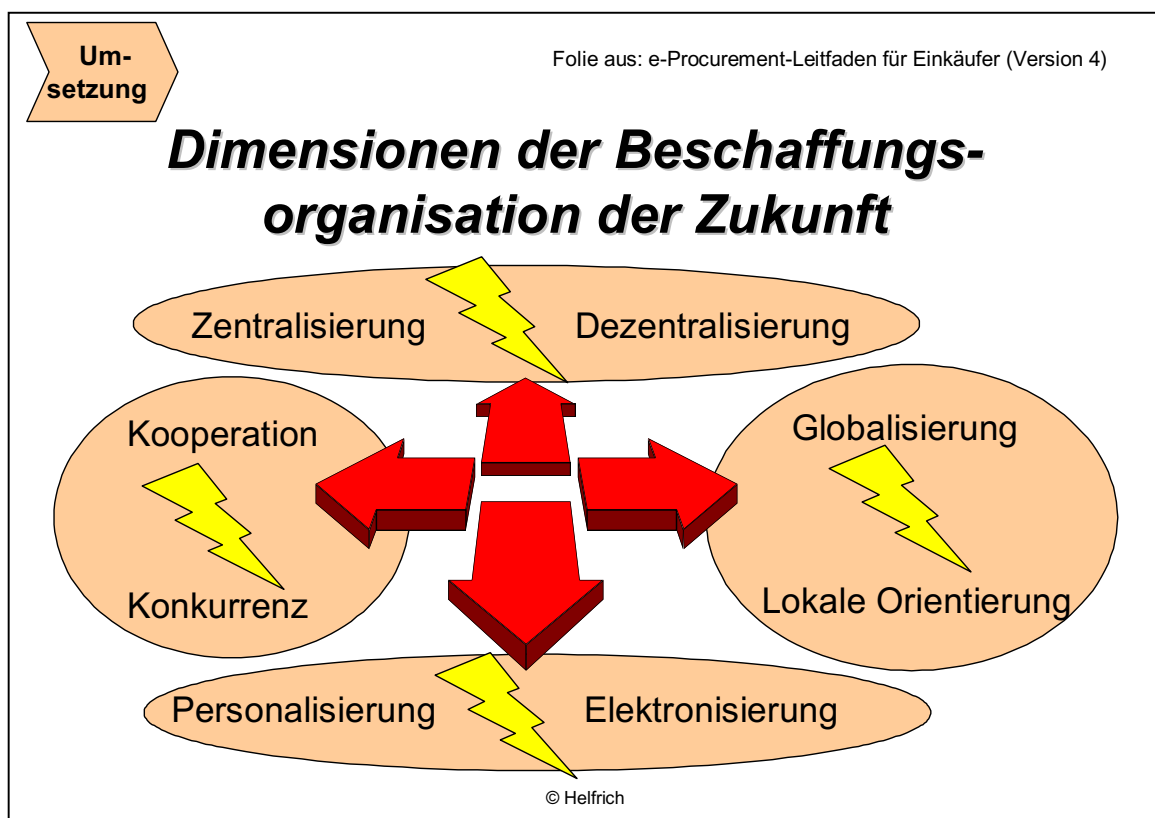 Um-
setzung
Folie aus: e-Procurement-Leitfaden für Einkäufer (Version 4)
Dimensionen der Beschaffungs-
organisation der Zukunft
Zentralisierung
Dezentralisierung
Kooperation
Konkurrenz
Globalisierung
Lokale Orientierung
Personalisierung
Elektronisierung
© Helfrich